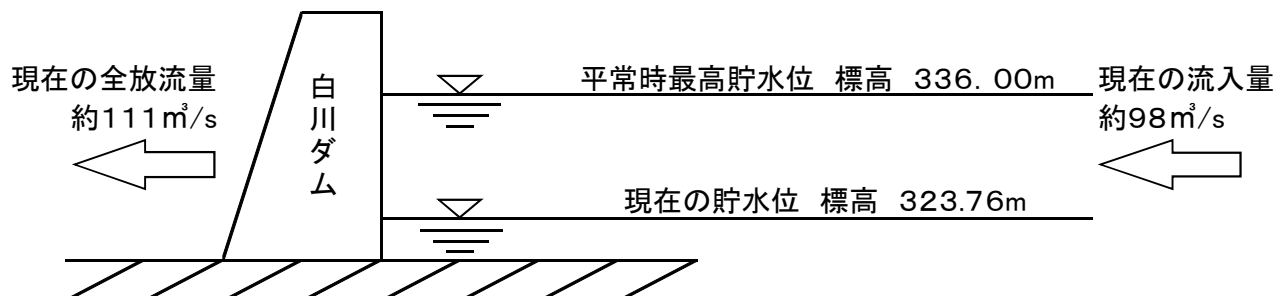 現在の全放流量
約111㎥/s
白川ダム
平常時最高貯水位 標高 336.00m
現在の貯水位 標高 323.76m
現在の流入量
約98㎥/s